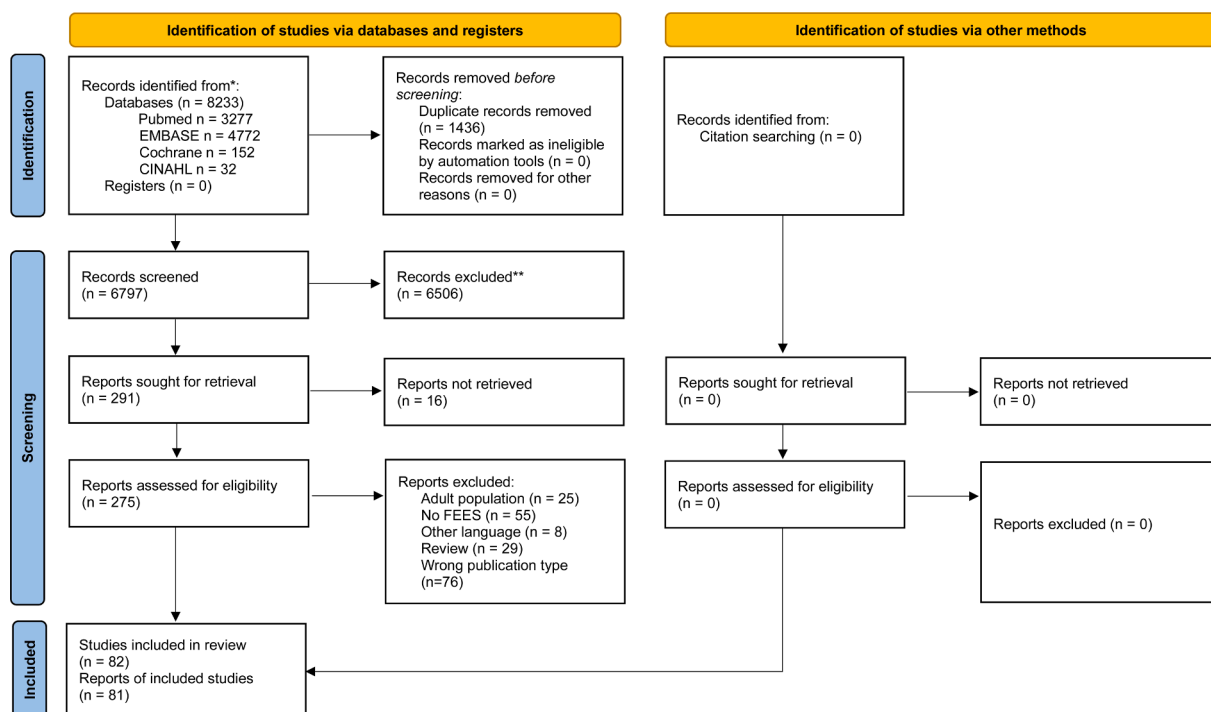 Identification of studies via databases and registers
Identification of studies via other methods
Identification
Records identified from*:
Databases (n = 8233)
Pubmed n = 3277
EMBASE n = 4772
Cochrane n = 152
CINAHL n = 32
Registers (n = 0)
Records removed before
screening:
Duplicate records removed
(n = 1436)
Records marked as ineligible
by automation tools (n = 0)
Records removed for other
reasons (n = 0)
Records identified from:
Citation searching (n = 0)
Screening
Records screened
(n = 6797)
Records excluded**
(n = 6506)
Reports sought for retrieval
(n = 291)
Reports not retrieved
(n = 16)
Reports sought for retrieval
(n = 0)
Reports not retrieved
(n = 0)
Reports assessed for eligibility
(n = 275)
Reports excluded:
Adult population (n = 25)
No FEES (n = 55)
Other language (n = 8)
Review (n = 29)
Wrong publication type
(n=76)
Reports assessed for eligibility
(n = 0)
Reports excluded (n = 0)
Included
Studies included in review
(n = 82)
Reports of included studies
(n = 81)